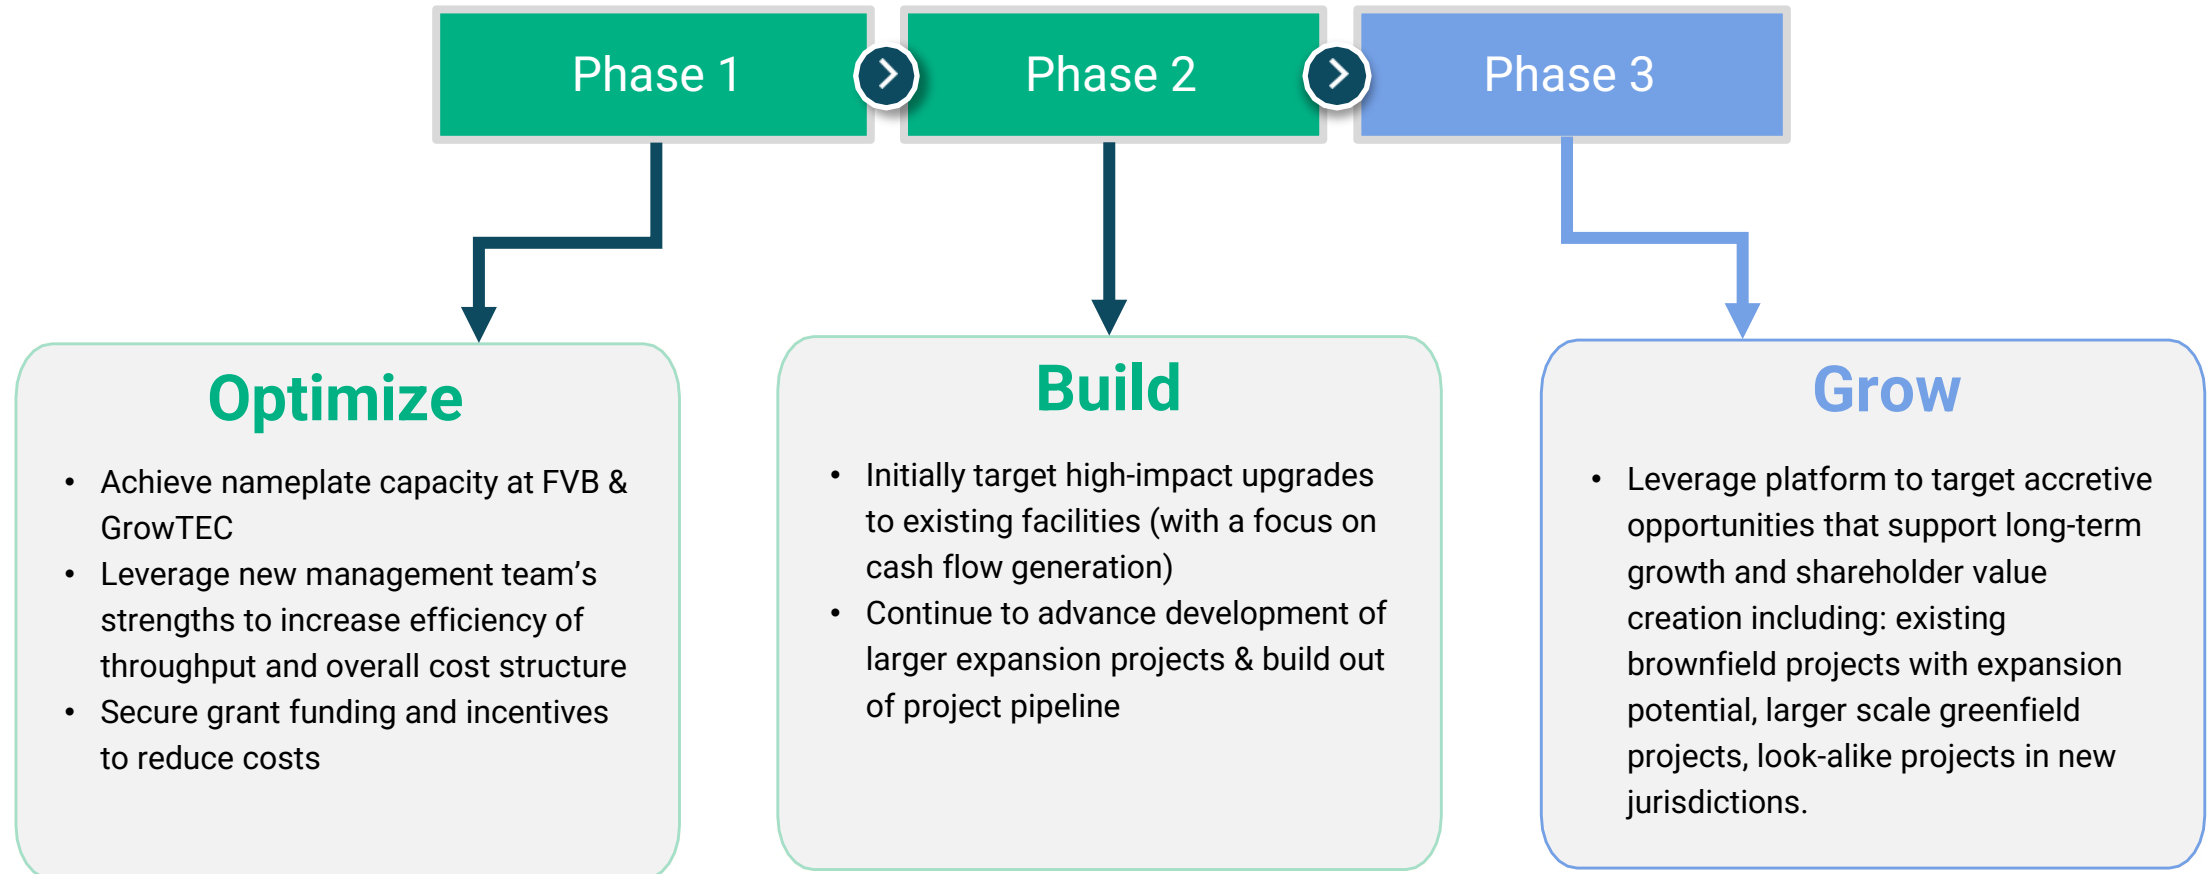 Phase 1
Phase 2
Phase 3
Optimize
• Achieve nameplate capacity at FVB &
GrowTEC
• Leverage new management team’s
strengths to increase efficiency of
throughput and overall cost structure
• Secure grant funding and incentives
to reduce costs
Build
• Initially target high-impact upgrades
to existing facilities (with a focus on
cash flow generation)
• Continue to advance development of
larger expansion projects & build out
of project pipeline
Grow
• Leverage platform to target accretive
opportunities that support long-term
growth and shareholder value
creation including: existing
brownfield projects with expansion
potential, larger scale greenfield
projects, look-alike projects in new
jurisdictions.